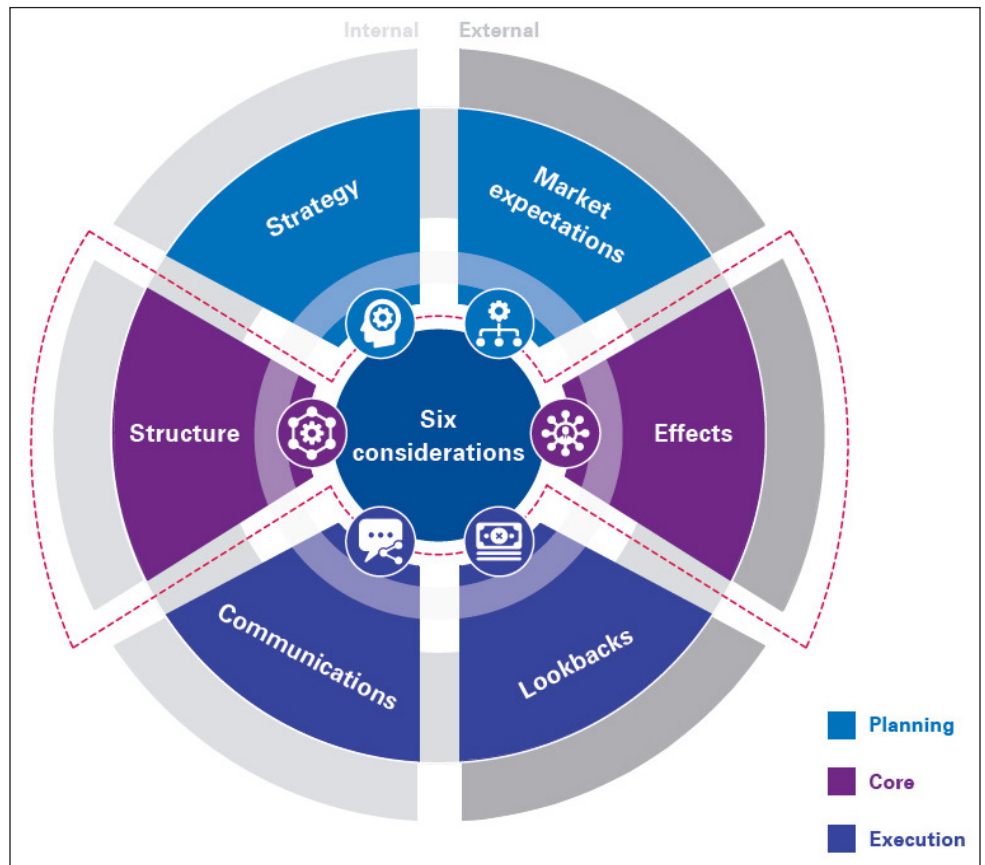 Internal
External
Strategy
Market
expectations
Structure
Six
considerations
Effects
Communications
Lookbacks
Planning
Core
Execution